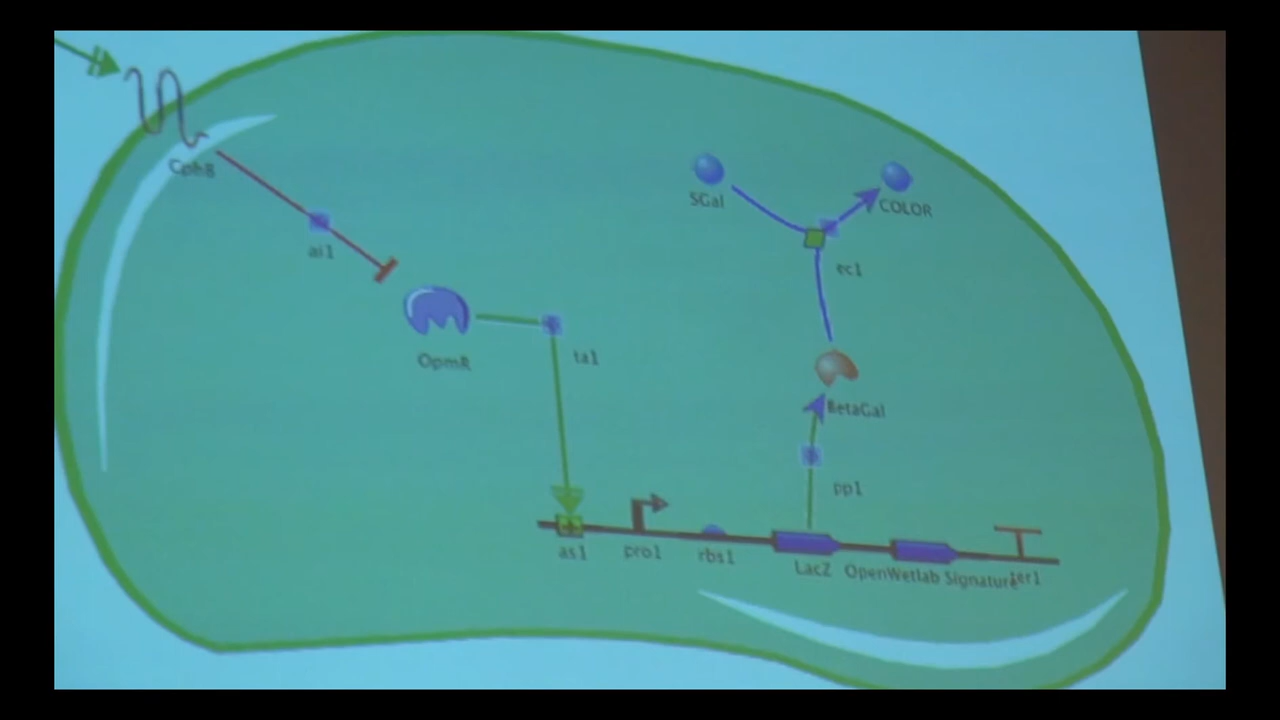 Cph8
ai1
SGal
COLOR
ec1
OpmR
ta1
BetaGal
pp1
as1
pro1
rbs1
LacZ
OpenWetlab Signature
ter1